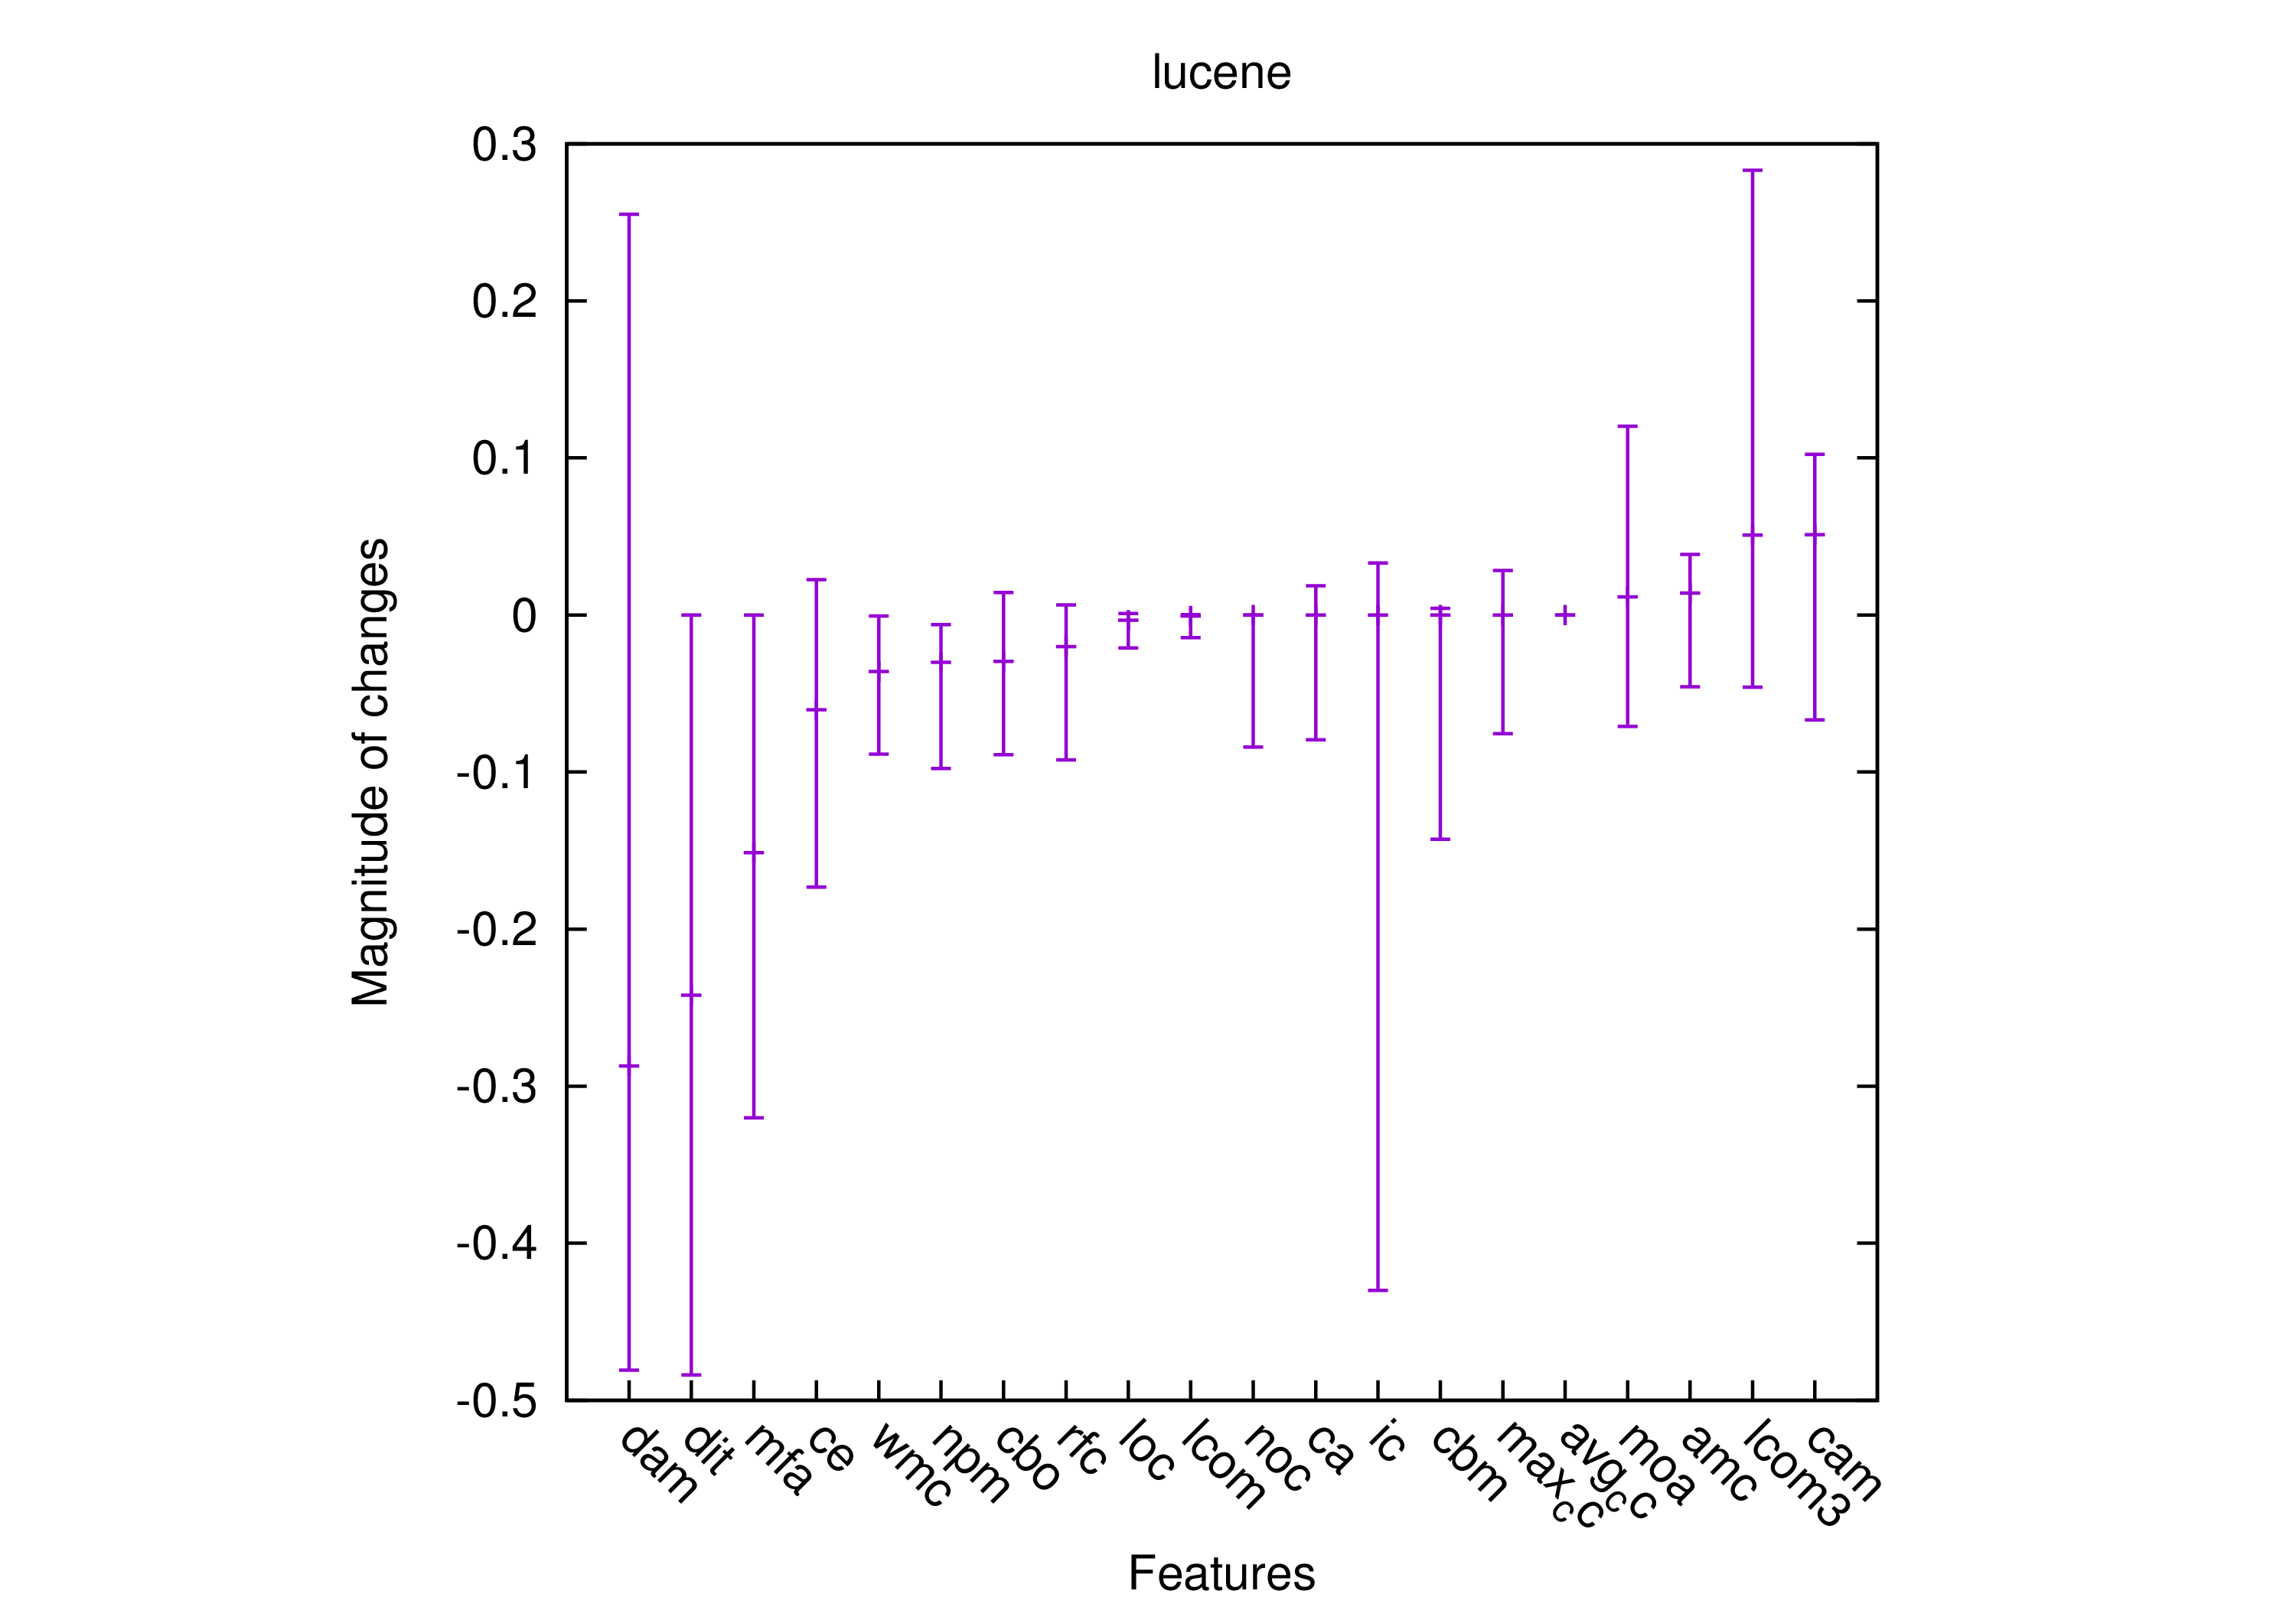 lucene
0.3
0.2
0.1
0
-0.1
-0.2
-0.3
-0.4
-0.5
Magnitude of changes
dam
dit
mfa
ce
wmc
npm
cbo
rfc
loc
lcom
noc
ca
ic
cbm
maxcc
avgcc
moa
amc
lcom3
cam
Features